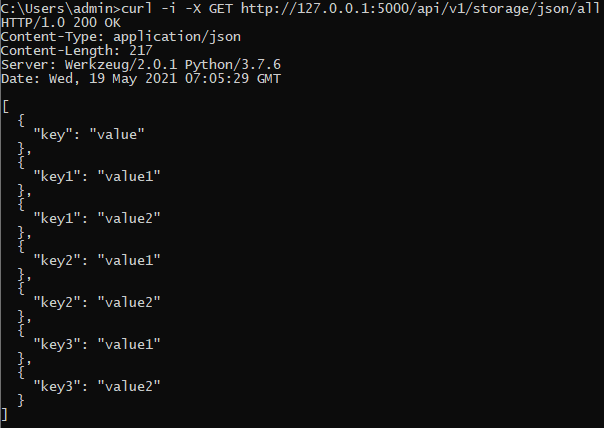 C:\Users\admin>curl -i -X GET http://127.0.0.1:5000/api/v1/storage/json/all
HTTP/1.0 200 OK
Content-Type: application/json
Content-Length: 217
Server: Werkzeug/2.0.1 Python/3.7.6
Date: Wed, 19 May 2021 07:05:29 GMT

[
  {
    "key": "value"
  },
  {
    "key1": "value1"
  },
  {
    "key1": "value2"
  },
  {
    "key2": "value1"
  },
  {
    "key2": "value2"
  },
  {
    "key3": "value1"
  },
  {
    "key3": "value2"
  }
]